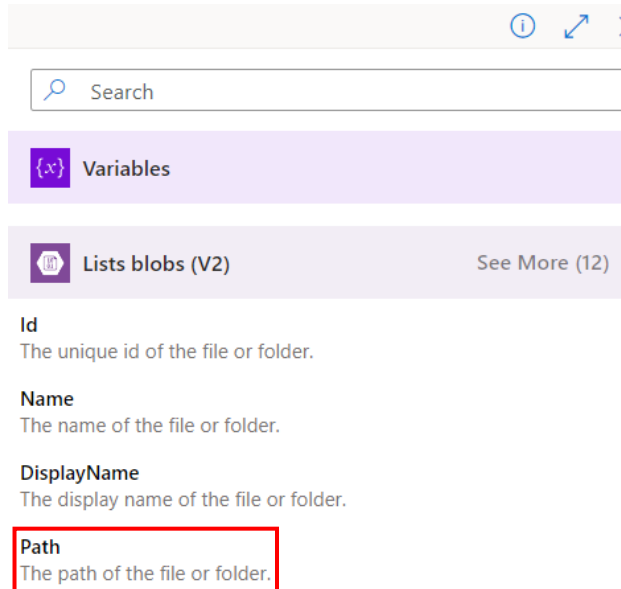 Search
{x} Variables
Lists blobs (V2) See More (12)
Id
The unique id of the file or folder.
Name
The name of the file or folder.
DisplayName
The display name of the file or folder.
Path
The path of the file or folder.